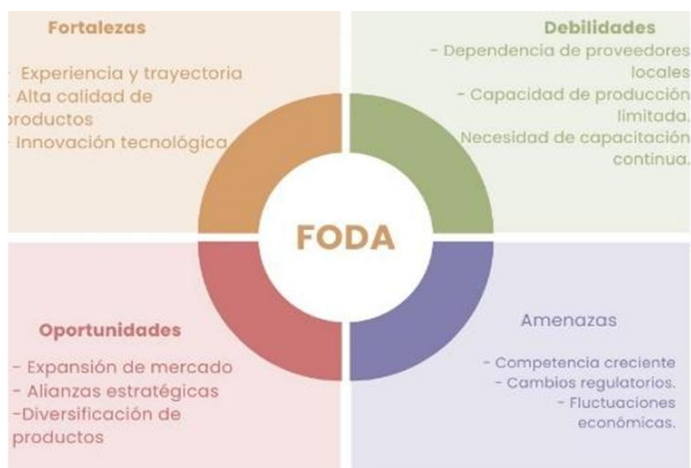 Fortalezas
- Experiencia y trayectoria
- Alta calidad de
productos
- Innovación tecnológica
Debilidades
- Dependencia de proveedores
locales
- Capacidad de producción
limitada.
Necesidad de capacitación
continua.
FODA
Oportunidades
- Expansión de mercado
- Alianzas estratégicas
-Diversificación de
productos
Amenazas
- Competencia creciente
- Cambios regulatorios.
- Fluctuaciones
económicas.